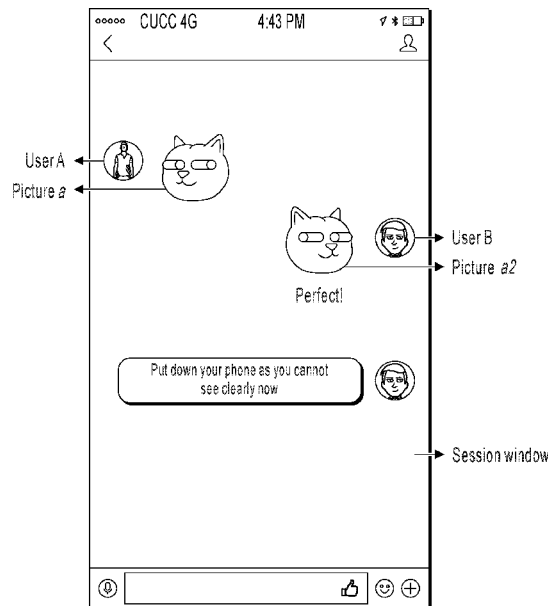 CUCC 4G 4:43 PM
User A
Picture a
User B
Picture a2
Perfect!
Put down your phone as you cannot
see clearly now
Session window